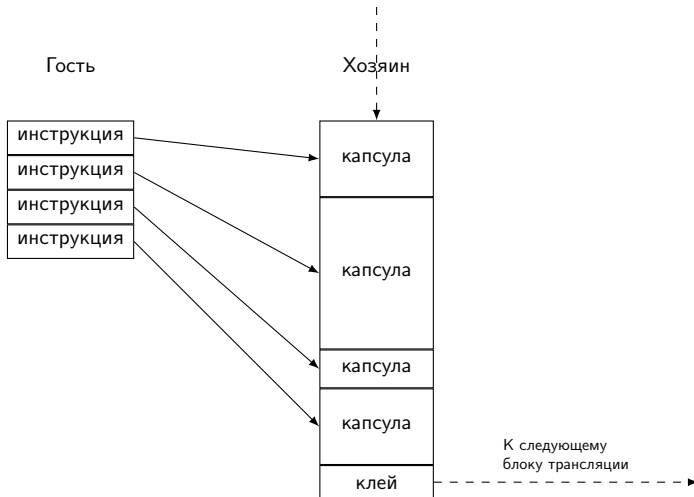 Гость
Хозяин
инструкция
инструкция
инструкция
инструкция
капсула
капсула
капсула
капсула
клей
К следующему
блоку трансляции